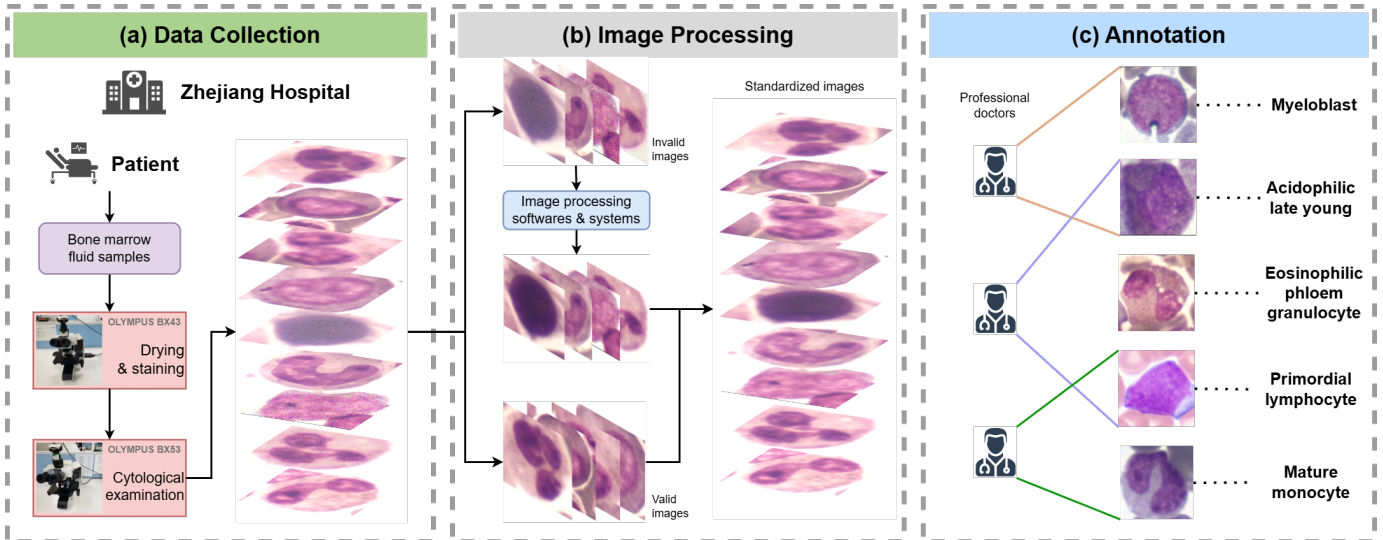 (a) Data Collection
Zhejiang Hospital
Patient
Bone marrow
fluid samples
OLYMPUS BX43
Drying
& staining
OLYMPUS BX53
Cytological
examination
(b) Image Processing
Invalid
images
Image processing
softwares & systems
Valid
images
Standardized images
(c) Annotation
Professional
doctors
Myeloblast
Acidophilic
late young
Eosinophilic
phloem
granulocyte
Primordial
lymphocyte
Mature
monocyte